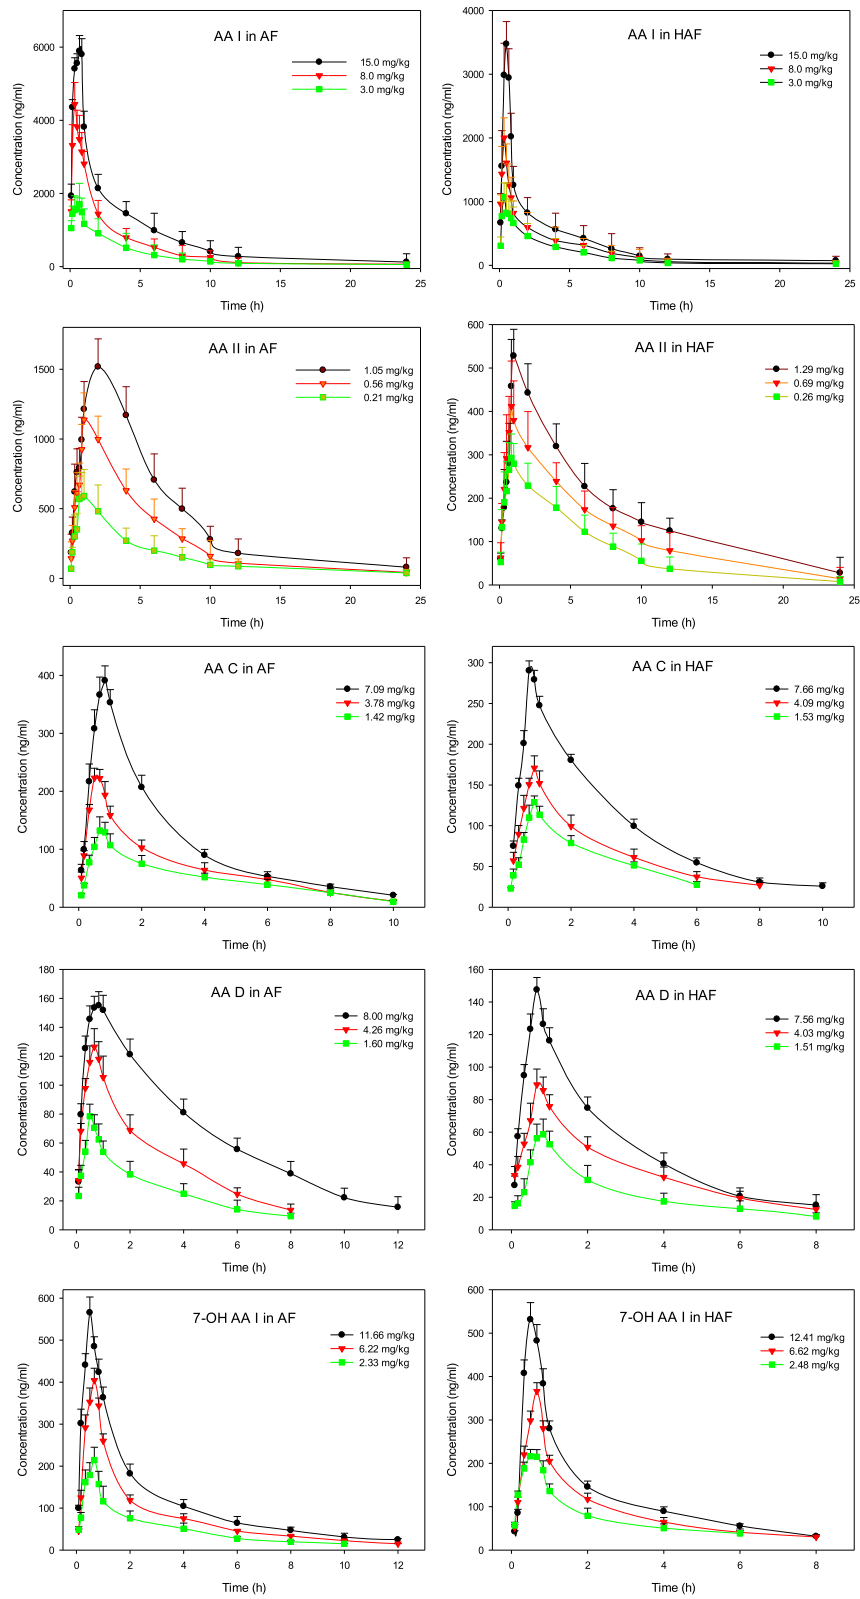 AA I in AF
15.0 mg/kg
8.0 mg/kg
3.0 mg/kg
Concentration (ng/ml)
6000
4000
2000
0
0 5 10 15 20 25
Time (h)
AA I in HAF
15.0 mg/kg
8.0 mg/kg
3.0 mg/kg
Concentration (ng/ml)
4000
3000
2000
1000
0
0 5 10 15 20 25
Time (h)
AA II in AF
1.05 mg/kg
0.56 mg/kg
0.21 mg/kg
Concentration (ng/ml)
1500
1000
500
0
0 5 10 15 20 25
Time (h)
AA II in HAF
1.29 mg/kg
0.69 mg/kg
0.26 mg/kg
Concentration (ng/ml)
600
500
400
300
200
100
0
0 5 10 15 20 25
Time (h)
AA C in AF
7.09 mg/kg
3.78 mg/kg
1.42 mg/kg
Concentration (ng/ml)
400
300
200
100
0
0 2 4 6 8 10
Time (h)
AA C in HAF
7.66 mg/kg
4.09 mg/kg
1.53 mg/kg
Concentration (ng/ml)
300
250
200
150
100
50
0
0 2 4 6 8 10
Time (h)
AA D in AF
8.00 mg/kg
4.26 mg/kg
1.60 mg/kg
Concentration (ng/ml)
180
160
140
120
100
80
60
40
20
0
0 2 4 6 8 10 12
Time (h)
AA D in HAF
7.56 mg/kg
4.03 mg/kg
1.51 mg/kg
Concentration (ng/ml)
160
140
120
100
80
60
40
20
0
0 2 4 6 8
Time (h)
7-OH AA I in AF
11.66 mg/kg
6.22 mg/kg
2.33 mg/kg
Concentration (ng/ml)
600
500
400
300
200
100
0
0 2 4 6 8 10 12
Time (h)
7-OH AA I in HAF
12.41 mg/kg
6.62 mg/kg
2.48 mg/kg
Concentration (ng/ml)
600
500
400
300
200
100
0
0 2 4 6 8
Time (h)